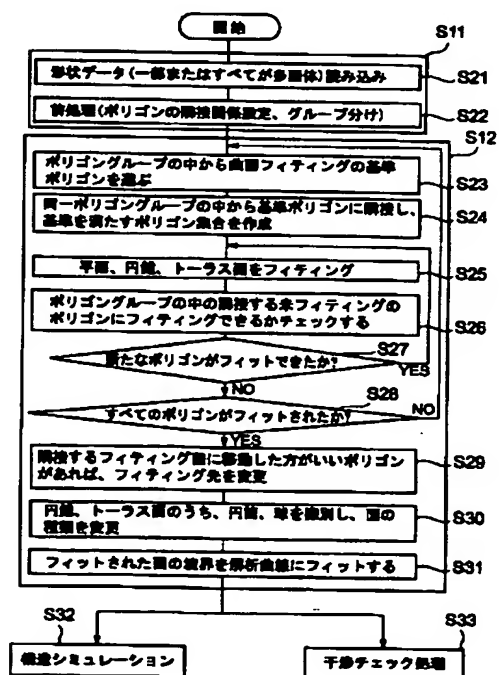 開始
S11
形状データ(一部またはすべてが多面体)読み込み
S21
前処理(ポリゴンの隣接関係設定、グループ分け)
S22
S12
ポリゴングループの中から曲面フィティングの基準
ポリゴンを選ぶ
S23
同一ポリゴングループの中から基準ポリゴンに隣接し、
基準を満たすポリゴン集合を作成
S24
平面、円錐、トーラス面をフィティング
S25
ポリゴングループの中の隣接する未フィティングの
ポリゴンにフィティングできるかチェックする
S26
新たなポリゴンがフィットできたか?
S27
YES
NO
S28
すべてのポリゴンがフィットされたか?
NO
YES
隣接するフィティング面に移動した方がいいポリゴン
があれば、フィティング先を変更
S29
円錐、トーラス面のうち、円筒、球を識別し、面の
種類を変更
S30
フィットされた面の境界を解析曲線にフィットする
S31
S32
構造シミュレーション
S33
干渉チェック処理